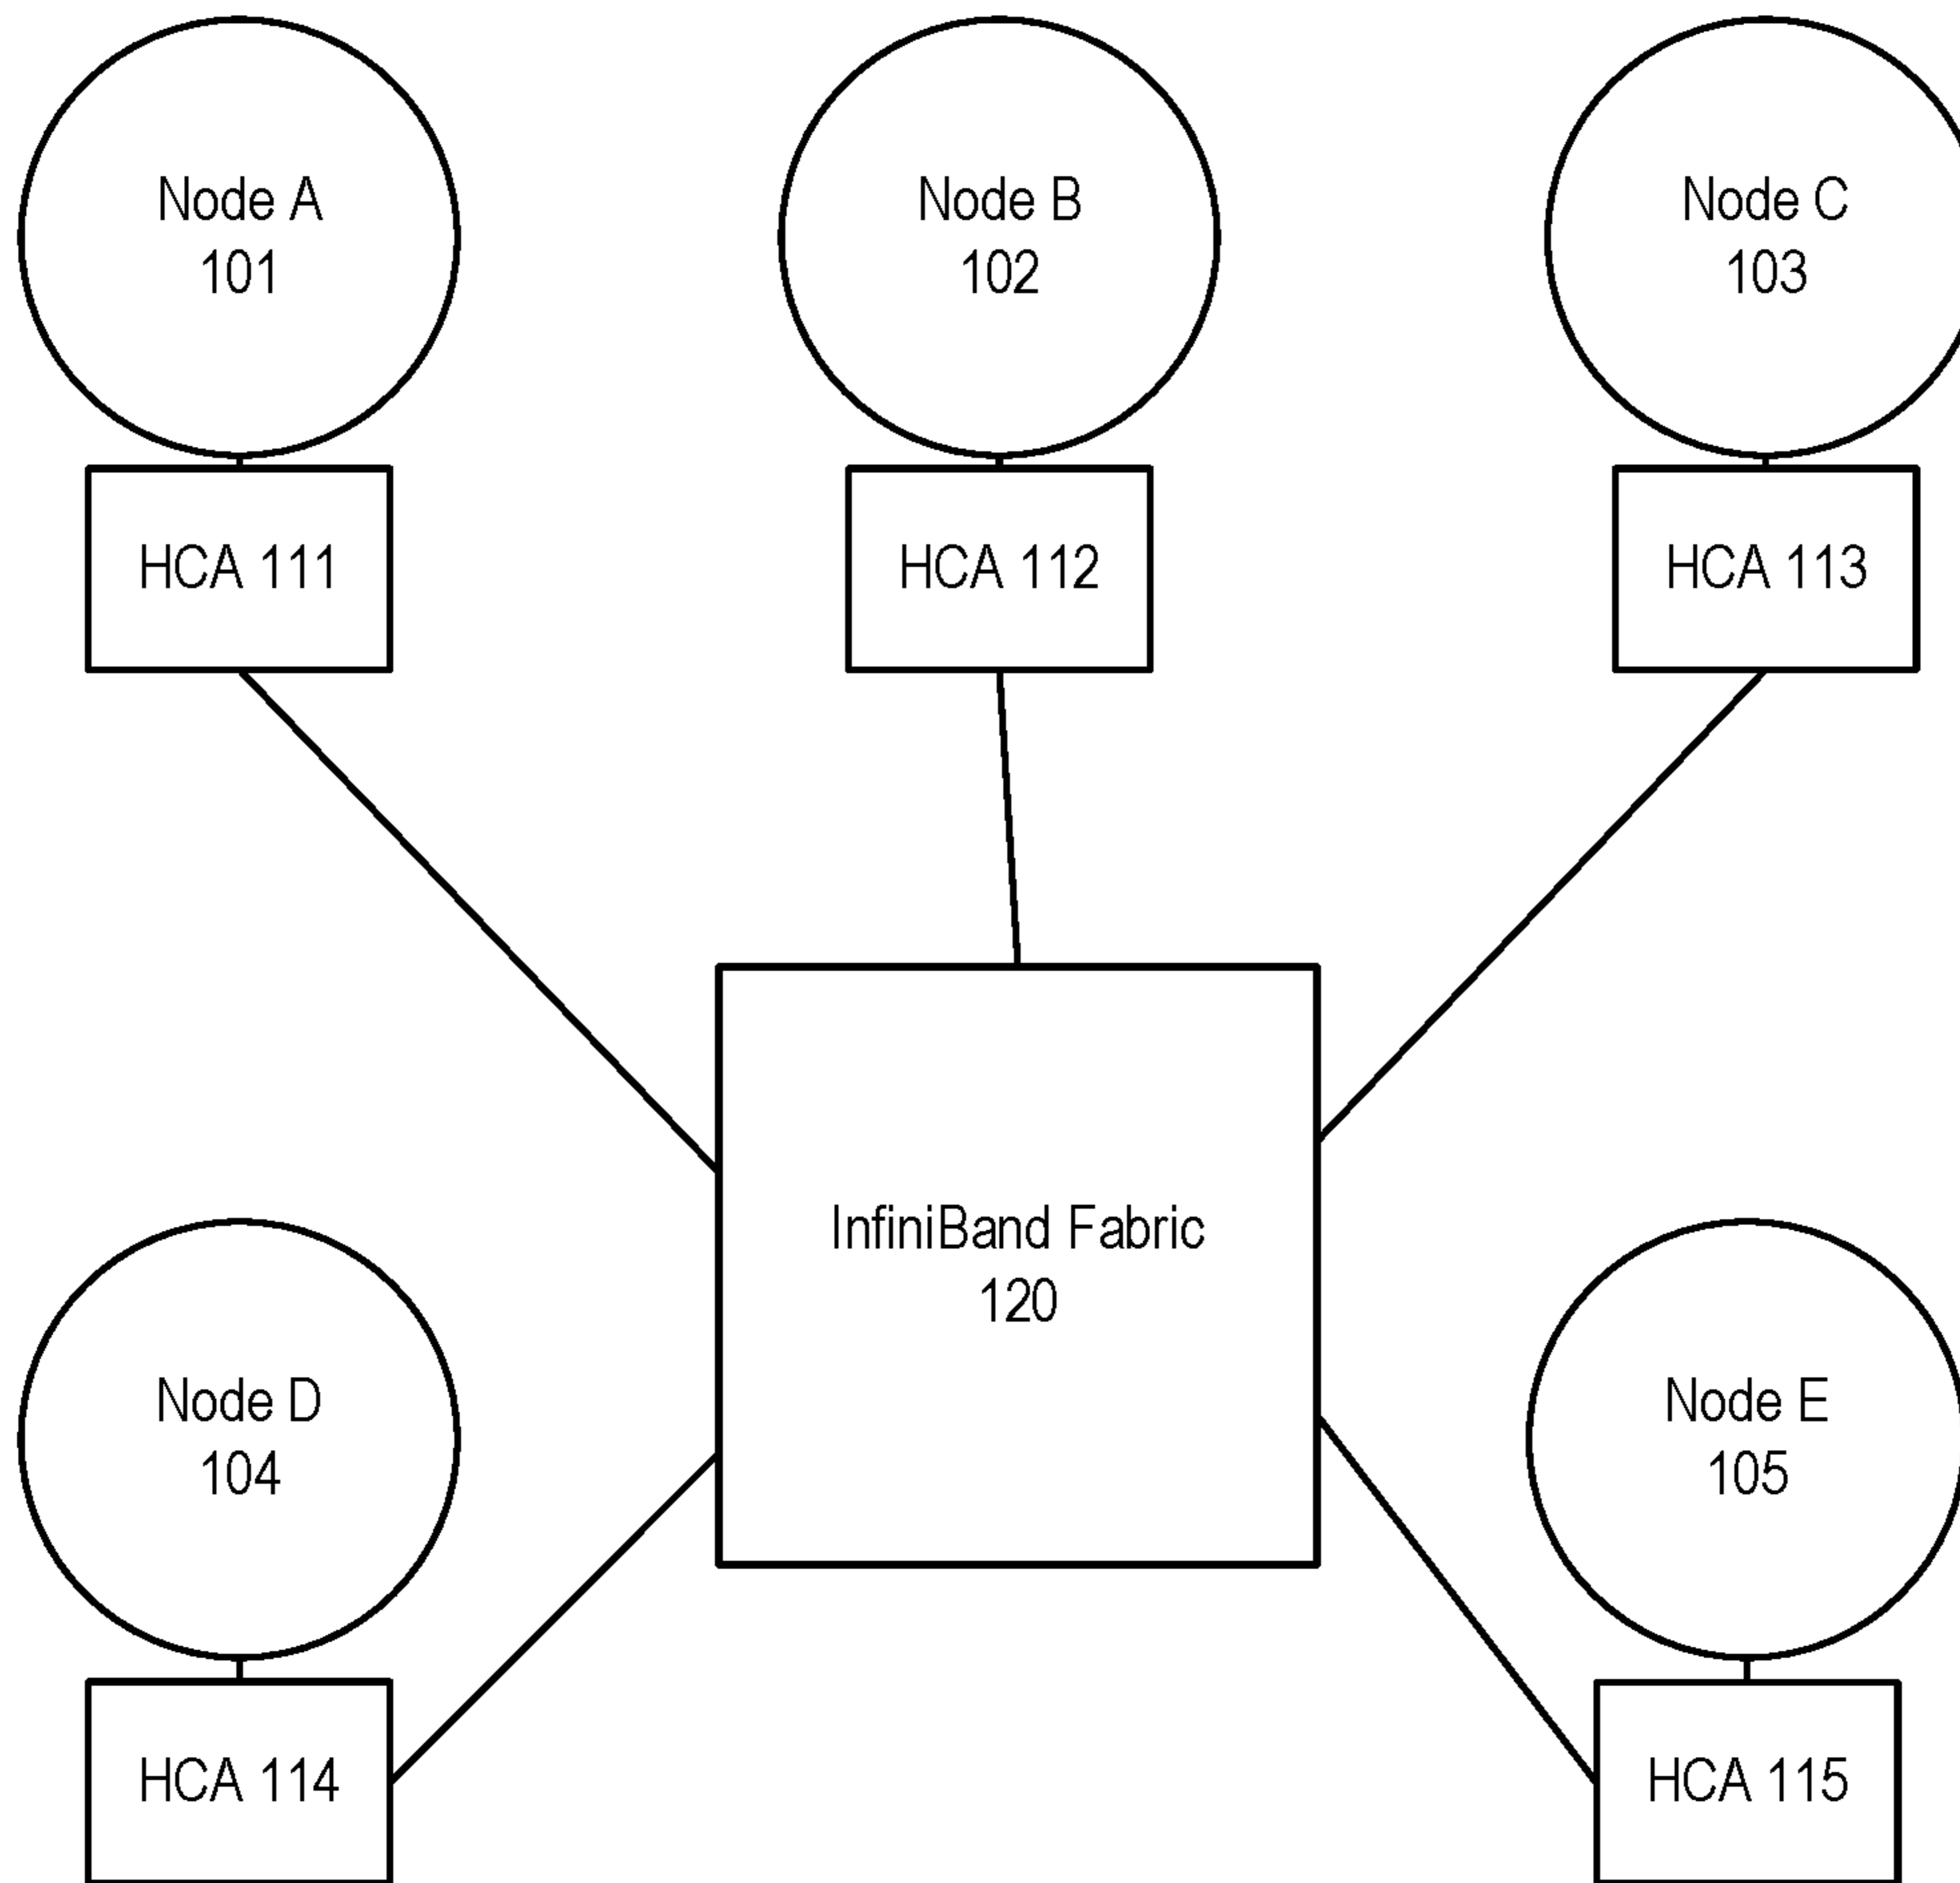 Node A
101
Node B
102
Node C
103
HCA 111
HCA 112
HCA 113
InfiniBand Fabric
120
Node D
104
Node E
105
HCA 114
HCA 115